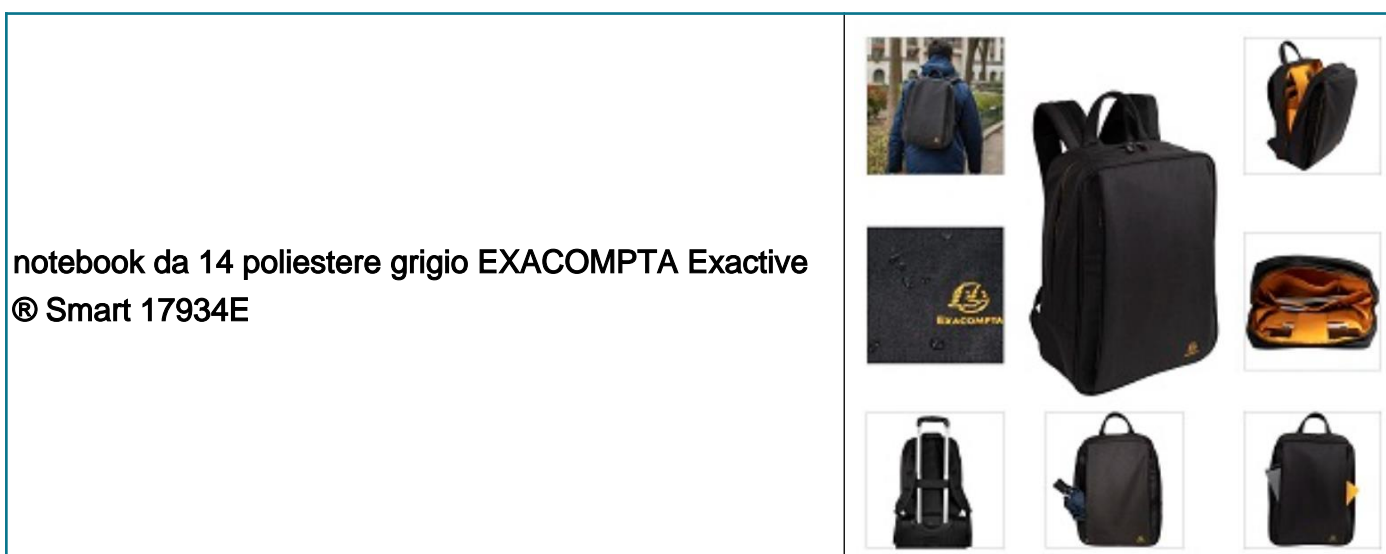 notebook da 14 poliestere grigio EXACOMPTA Exactive
® Smart 17934E
EXACOMPTA